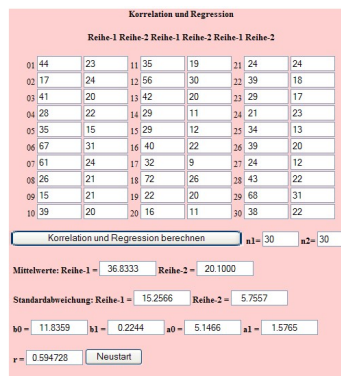 Korrelation und Regression
Reihe-1 Reihe-2 Reihe-1 Reihe-2 Reihe-1 Reihe-2
01 44 23 11 35 19 21 24 24
02 17 24 12 56 30 22 39 18
03 41 20 13 42 20 23 29 17
04 28 22 14 29 11 24 21 23
05 35 15 15 29 12 25 34 13
06 67 31 16 40 22 26 39 20
07 61 24 17 32 9 27 24 12
08 26 21 18 72 26 28 43 22
09 15 21 19 22 20 29 68 31
10 39 20 20 16 11 30 38 22
Korrelation und Regression berechnen n1= 30 n2= 30
Mittelwerte: Reihe-1 = 36.8333 Reihe-2 = 20.1000
Standardabweichung: Reihe-1 = 15.2566 Reihe-2 = 5.7557
b0 = 11.8359 b1 = 0.2244 a0 = 5.1466 a1 = 1.5765
r = 0.594728 Neustart